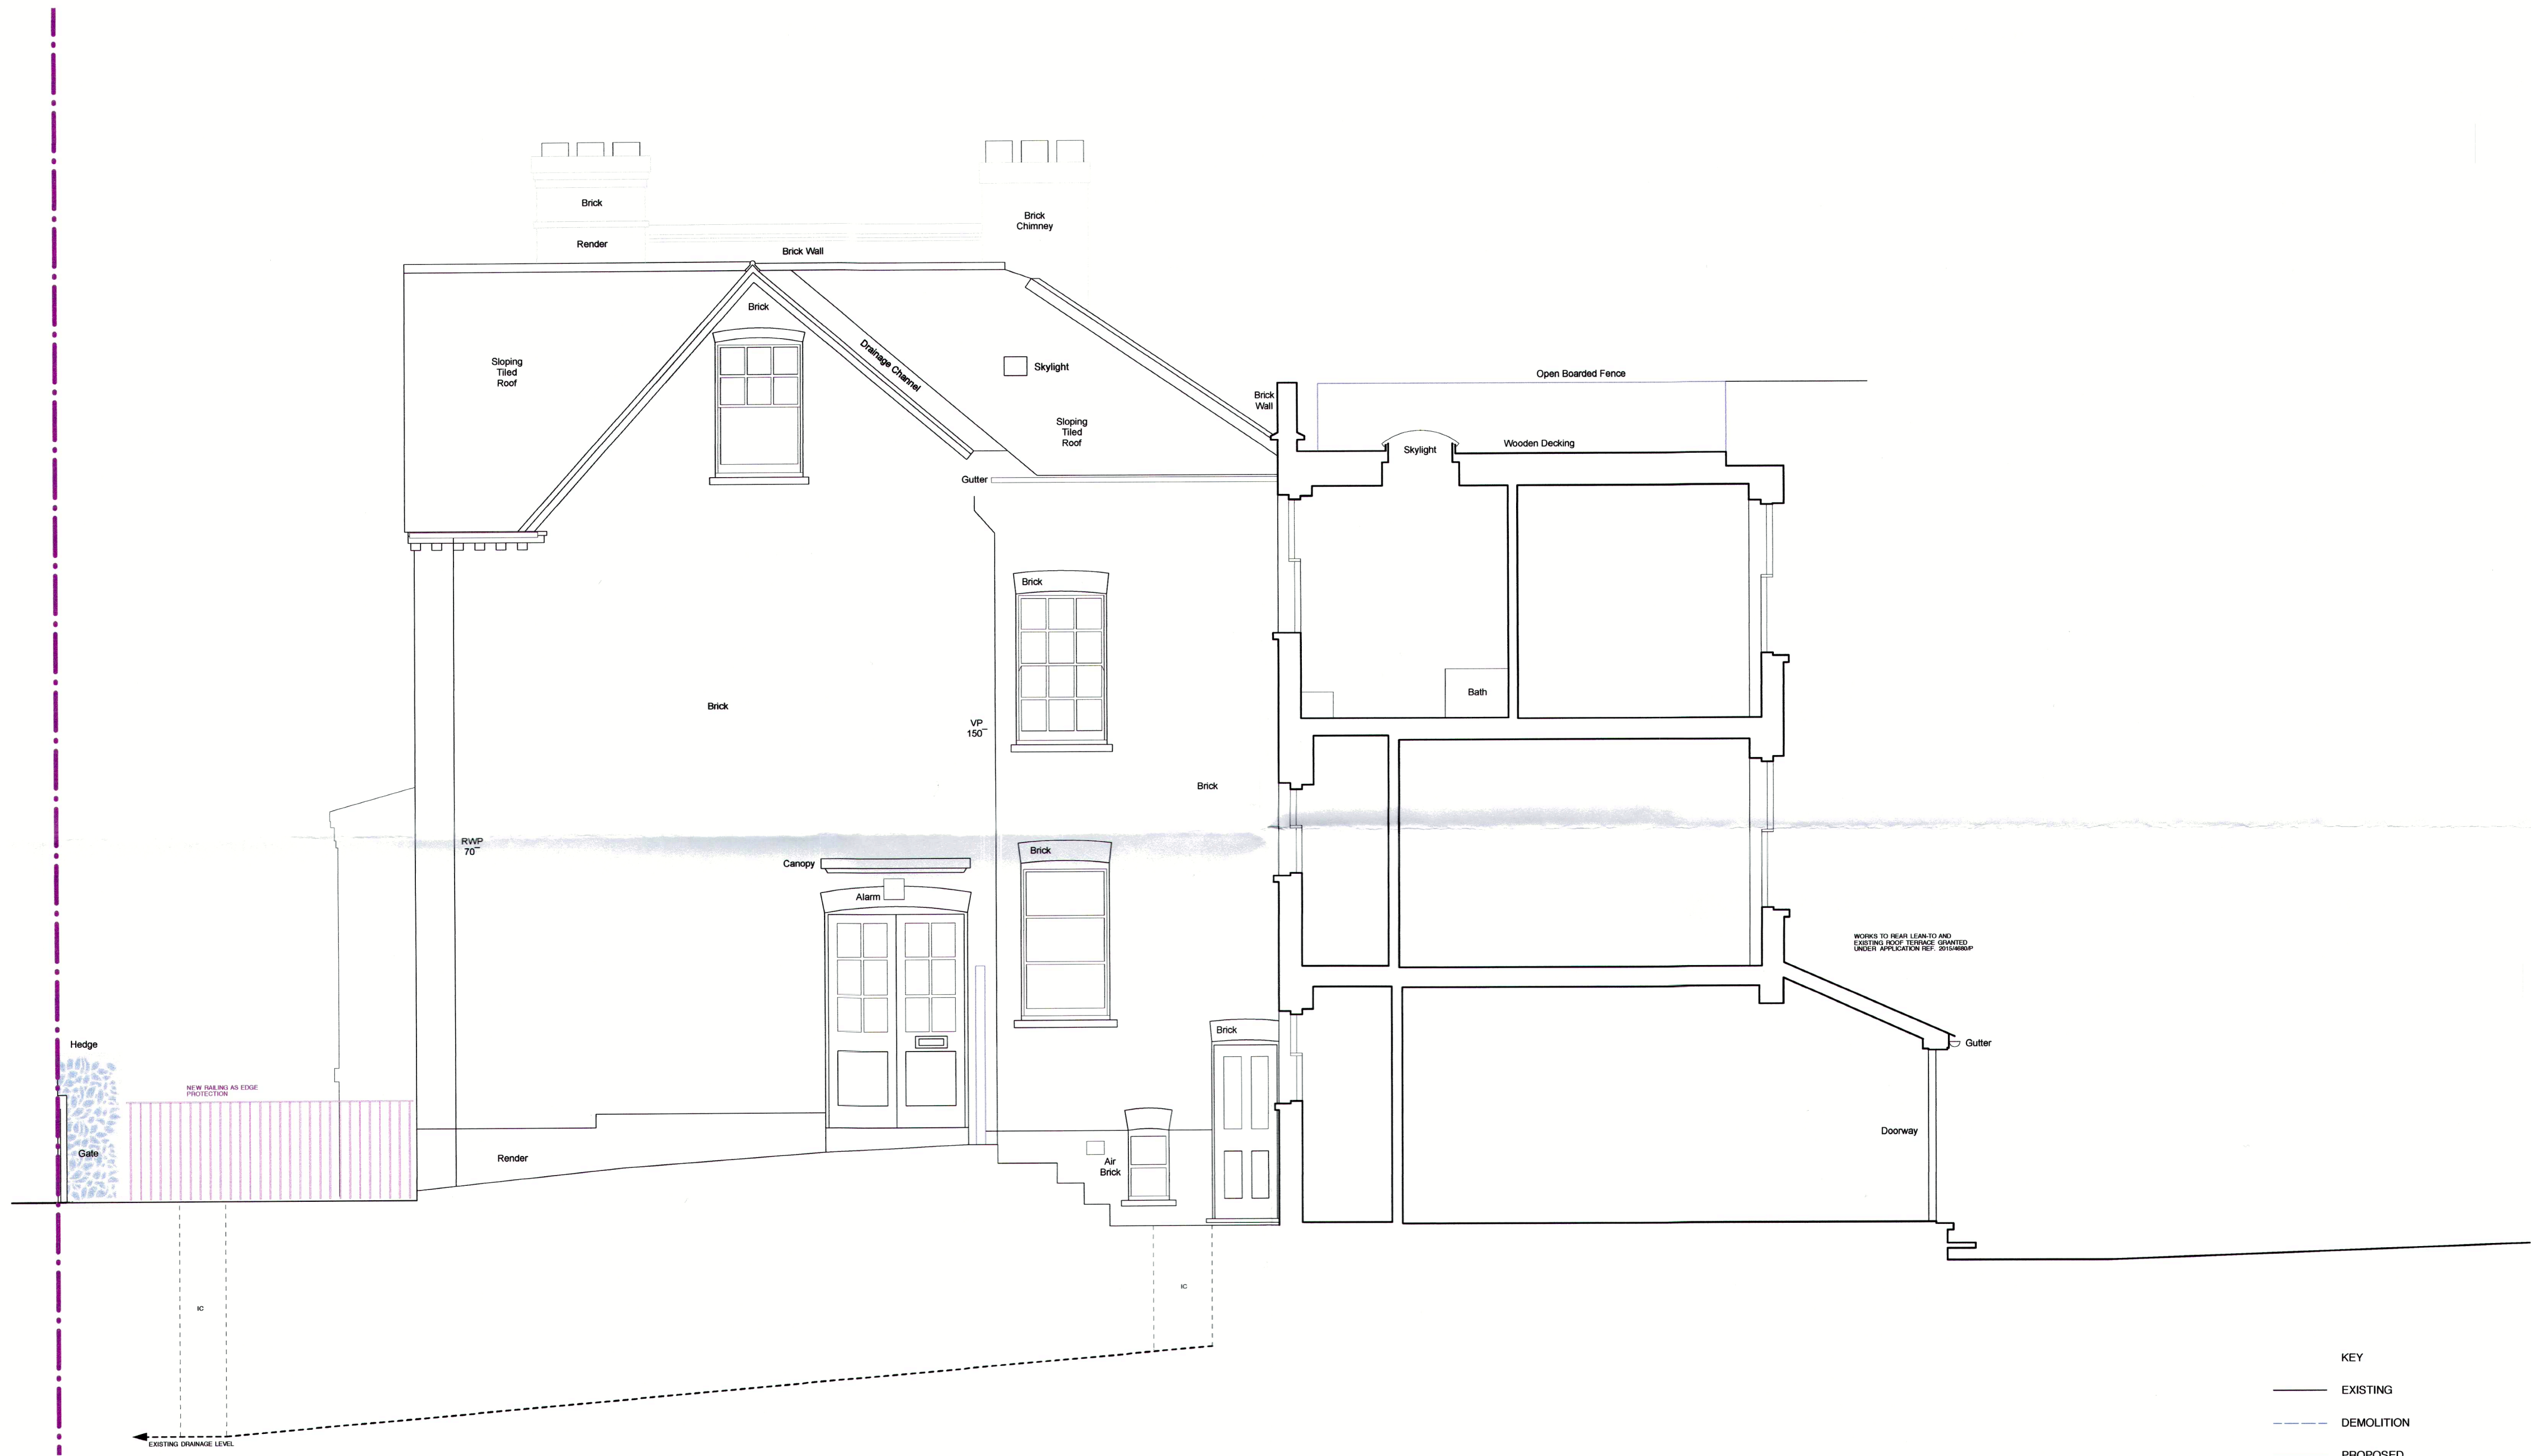 Brick
Render
Brick Wall
Brick
Chimney
Brick
Sloping
Tiled
Roof
Drainage Channel
Skylight
Sloping
Tiled
Roof
Brick
Wall
Open Boarded Fence
Skylight
Wooden Decking
Gutter
Brick
Brick
VP
150
Bath
Brick
RWP
70
Canopy
Alarm
Brick
WORKS TO REAR LEAN-TO AND
EXISTING ROOF TERRACE GRANTED
UNDER APPLICATION REF. 2015/4680/P
Hedge
NEW RAILING AS EDGE
PROTECTION
Brick
Gutter
Gate
Render
Air
Brick
Doorway
IC
IC
EXISTING DRAINAGE LEVEL
KEY
EXISTING
DEMOLITION
PROPOSED